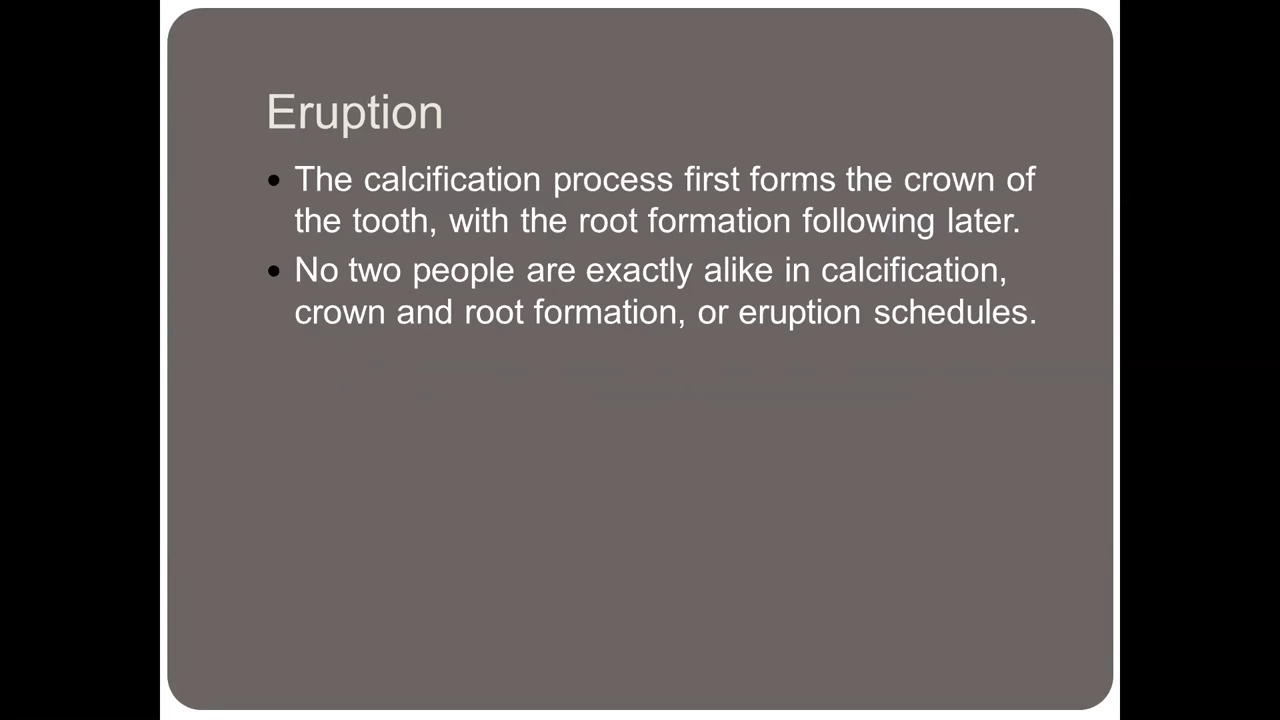 Eruption
• The calcification process first forms the crown of
the tooth, with the root formation following later.
• No two people are exactly alike in calcification,
crown and root formation, or eruption schedules.